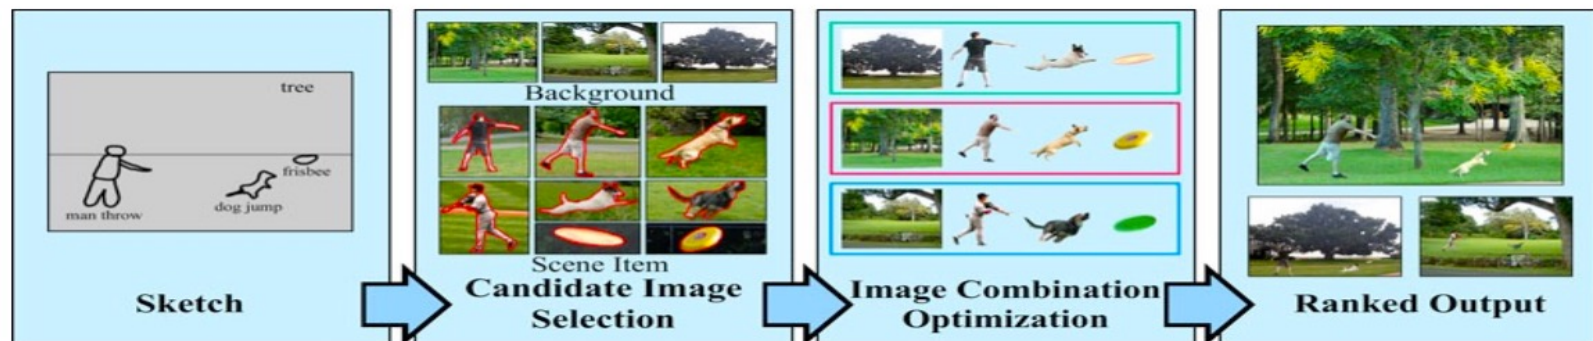 tree
frisbee
man throw
dog jump
Sketch
Background
Scene Item
Candidate Image
Selection
Image Combination
Optimization
Ranked Output